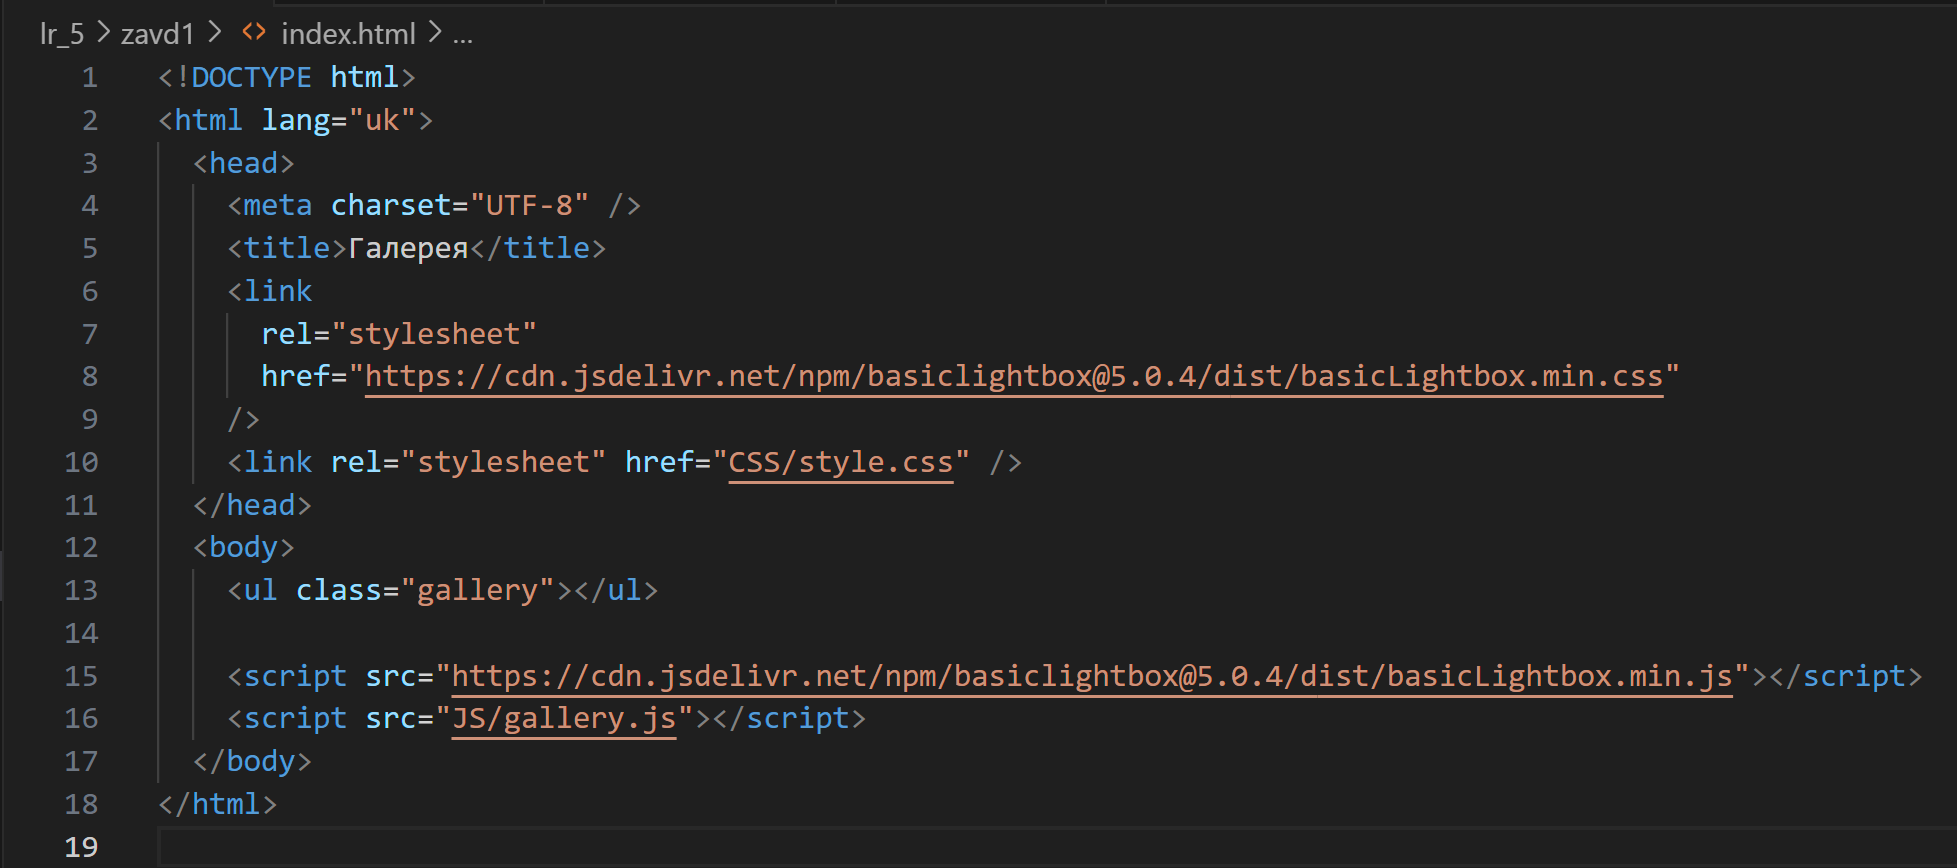 lr_5 > zavd1 > <> index.html > ...
1 <!DOCTYPE html>
2 <html lang="uk">
3 <head>
4 <meta charset="UTF-8" />
5 <title>Галерея</title>
6 <link
7 rel="stylesheet"
8 href="https://cdn.jsdelivr.net/npm/basiclightbox@5.0.4/dist/basicLightbox.min.css"
9 />
10 <link rel="stylesheet" href="CSS/style.css" />
11 </head>
12 <body>
13 <ul class="gallery"></ul>
14
15 <script src="https://cdn.jsdelivr.net/npm/basiclightbox@5.0.4/dist/basicLightbox.min.js"></script>
16 <script src="JS/gallery.js"></script>
17 </body>
18 </html>
19